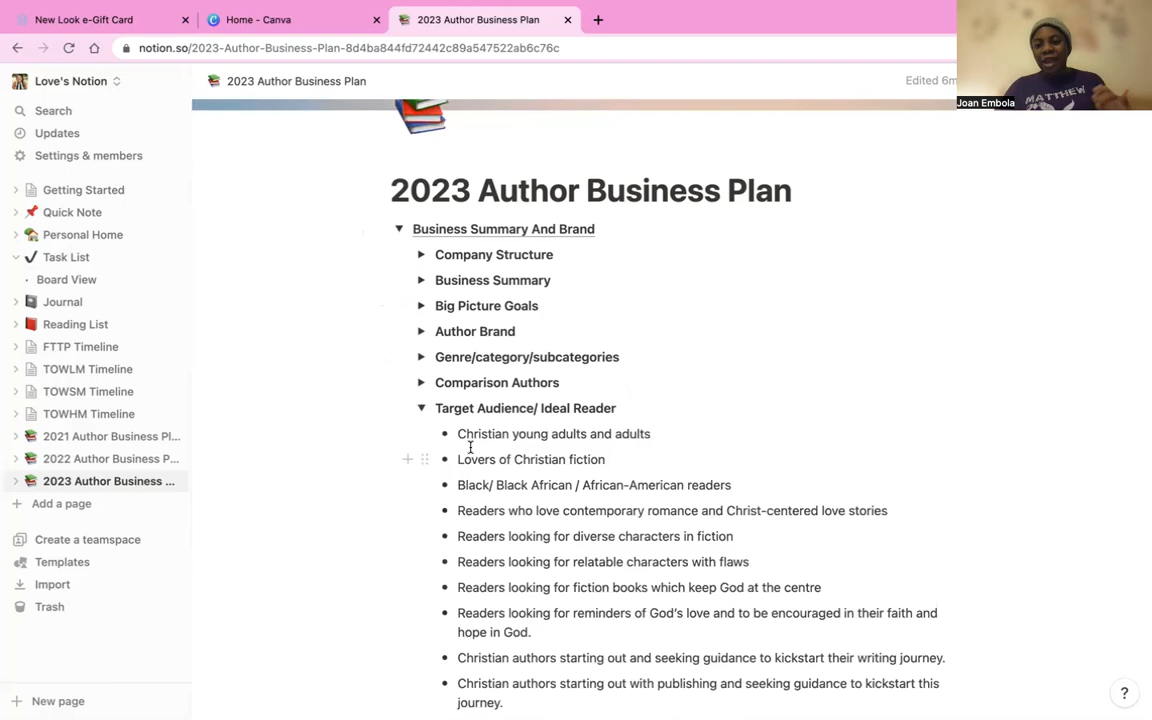 New Look e-Gift Card
Home - Canva
2023 Author Business Plan
notion.so/2023-Author-Business-Plan-8d4ba844fd72442c89a547522ab6c76c
Love's Notion
2023 Author Business Plan
Edited 6m
MATTHEW
Joan Embola
Search
Updates
Settings & members
Getting Started
Quick Note
Personal Home
Task List
Board View
Journal
Reading List
FTTP Timeline
TOWLM Timeline
TOWSM Timeline
TOWHM Timeline
2021 Author Business Pl...
2022 Author Business P...
2023 Author Business ...
Add a page
Create a teamspace
Templates
Import
Trash
New page
2023 Author Business Plan
Business Summary And Brand
Company Structure
Business Summary
Big Picture Goals
Author Brand
Genre/category/subcategories
Comparison Authors
Target Audience/ Ideal Reader
Christian young adults and adults
Lovers of Christian fiction
Black/ Black African / African-American readers
Readers who love contemporary romance and Christ-centered love stories
Readers looking for diverse characters in fiction
Readers looking for relatable characters with flaws
Readers looking for fiction books which keep God at the centre
Readers looking for reminders of God's love and to be encouraged in their faith and
hope in God.
Christian authors starting out and seeking guidance to kickstart their writing journey.
Christian authors starting out with publishing and seeking guidance to kickstart this
journey.
?